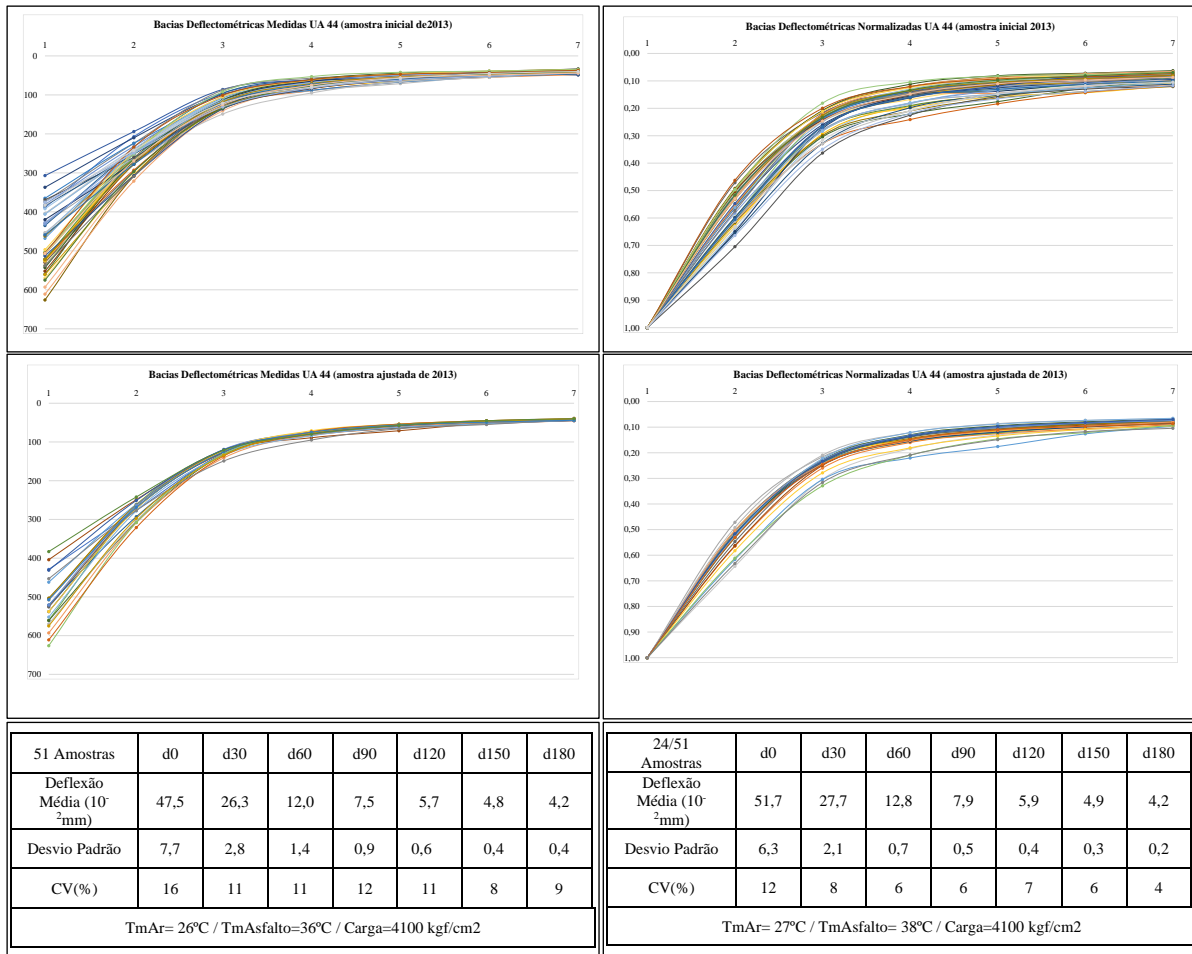 Bacias Deflectométricas Medidas UA 44 (amostra inicial de2013)
1 2 3 4 5 6 7
0
100
200
300
400
500
600
700
Bacias Deflectométricas Normalizadas UA 44 (amostra inicial 2013)
1 2 3 4 5 6 7
0,00
0,10
0,20
0,30
0,40
0,50
0,60
0,70
0,80
0,90
1,00
Bacias Deflectométricas Medidas UA 44 (amostra ajustada de 2013)
1 2 3 4 5 6 7
0
100
200
300
400
500
600
700
Bacias Deflectométricas Normalizadas UA 44 (amostra ajustada de 2013)
1 2 3 4 5 6 7
0,00
0,10
0,20
0,30
0,40
0,50
0,60
0,70
0,80
0,90
1,00
51 Amostras d0 d30 d60 d90 d120 d150 d180
Deflexão
Média (10-
2mm) 47,5 26,3 12,0 7,5 5,7 4,8 4,2
Desvio Padrão 7,7 2,8 1,4 0,9 0,6 0,4 0,4
CV(%) 16 11 11 12 11 8 9
TmAr= 26ºC / TmAsfalto=36ºC / Carga=4100 kgf/cm2
24/51
Amostras d0 d30 d60 d90 d120 d150 d180
Deflexão
Média (10-
2mm) 51,7 27,7 12,8 7,9 5,9 4,9 4,2
Desvio Padrão 6,3 2,1 0,7 0,5 0,4 0,3 0,2
CV(%) 12 8 6 6 7 6 4
TmAr= 27ºC / TmAsfalto= 38ºC / Carga=4100 kgf/cm2